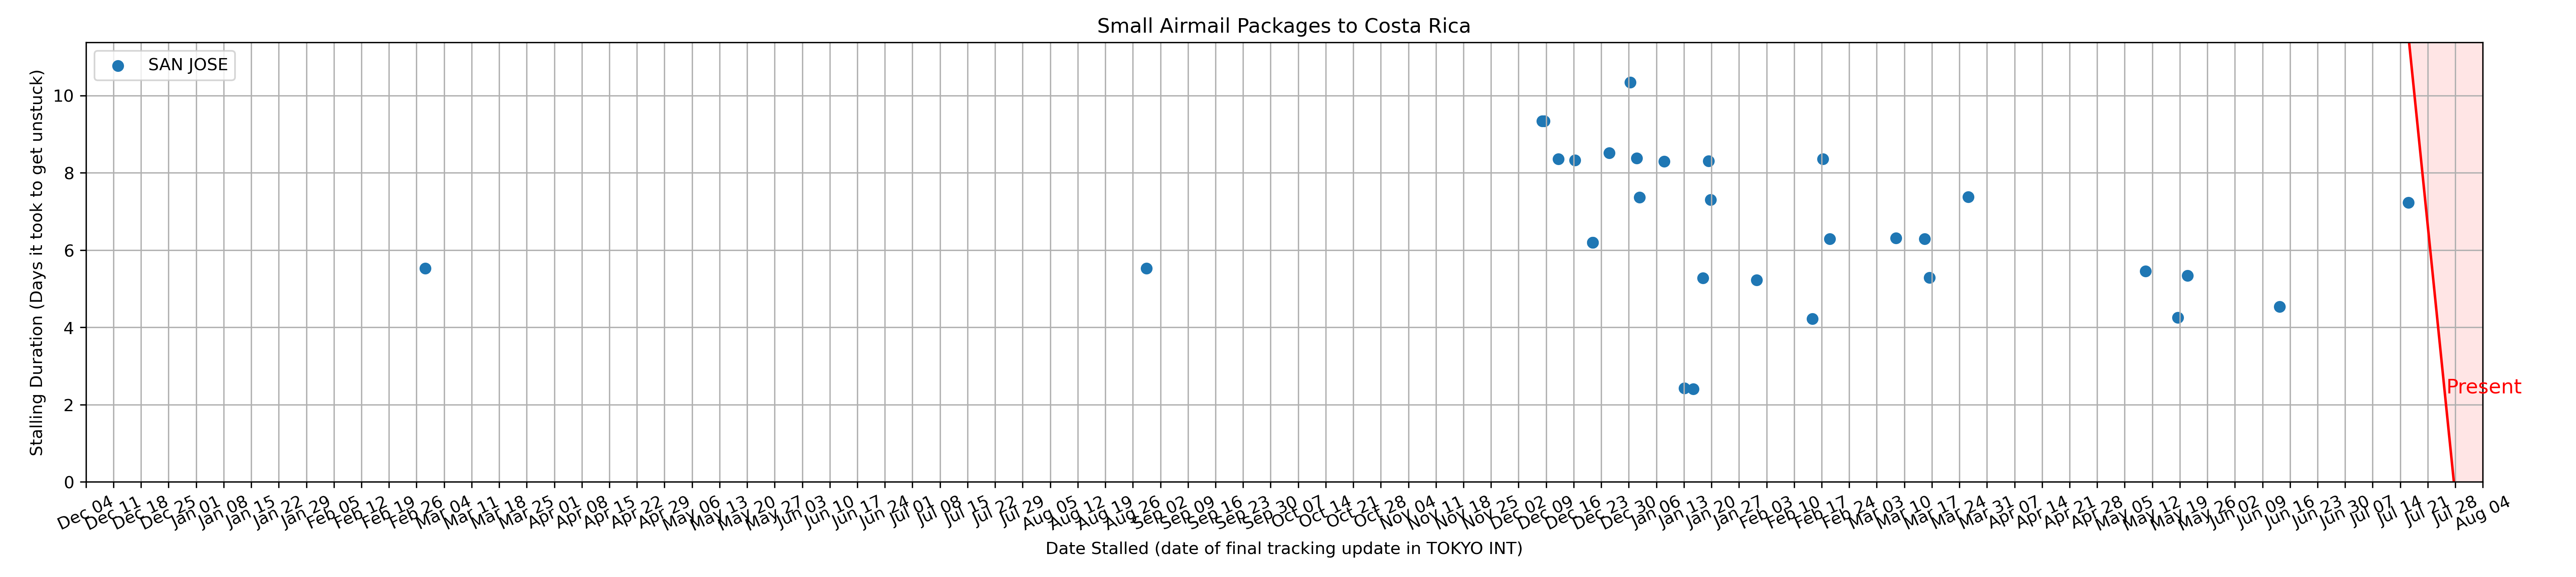 Small Airmail Packages to Costa Rica
SAN JOSE
Stalling Duration (Days it took to get unstuck)
10
8
6
4
2
0
Present
Dec 04
Dec 11
Dec 18
Dec 25
Jan 01
Jan 08
Jan 15
Jan 22
Jan 29
Feb 05
Feb 12
Feb 19
Feb 26
Mar 04
Mar 11
Mar 18
Mar 25
Apr 01
Apr 08
Apr 15
Apr 22
Apr 29
May 06
May 13
May 20
May 27
Jun 03
Jun 10
Jun 17
Jun 24
Jul 01
Jul 08
Jul 15
Jul 22
Jul 29
Aug 05
Aug 12
Aug 19
Aug 26
Sep 02
Sep 09
Sep 16
Sep 23
Sep 30
Oct 07
Oct 14
Oct 21
Oct 28
Nov 04
Nov 11
Nov 18
Nov 25
Dec 02
Dec 09
Dec 16
Dec 23
Dec 30
Jan 06
Jan 13
Jan 20
Jan 27
Feb 03
Feb 10
Feb 17
Feb 24
Mar 03
Mar 10
Mar 17
Mar 24
Mar 31
Apr 07
Apr 14
Apr 21
Apr 28
May 05
May 12
May 19
May 26
Jun 02
Jun 09
Jun 16
Jun 23
Jun 30
Jul 07
Jul 14
Jul 21
Jul 28
Aug 04
Date Stalled (date of final tracking update in TOKYO INT)